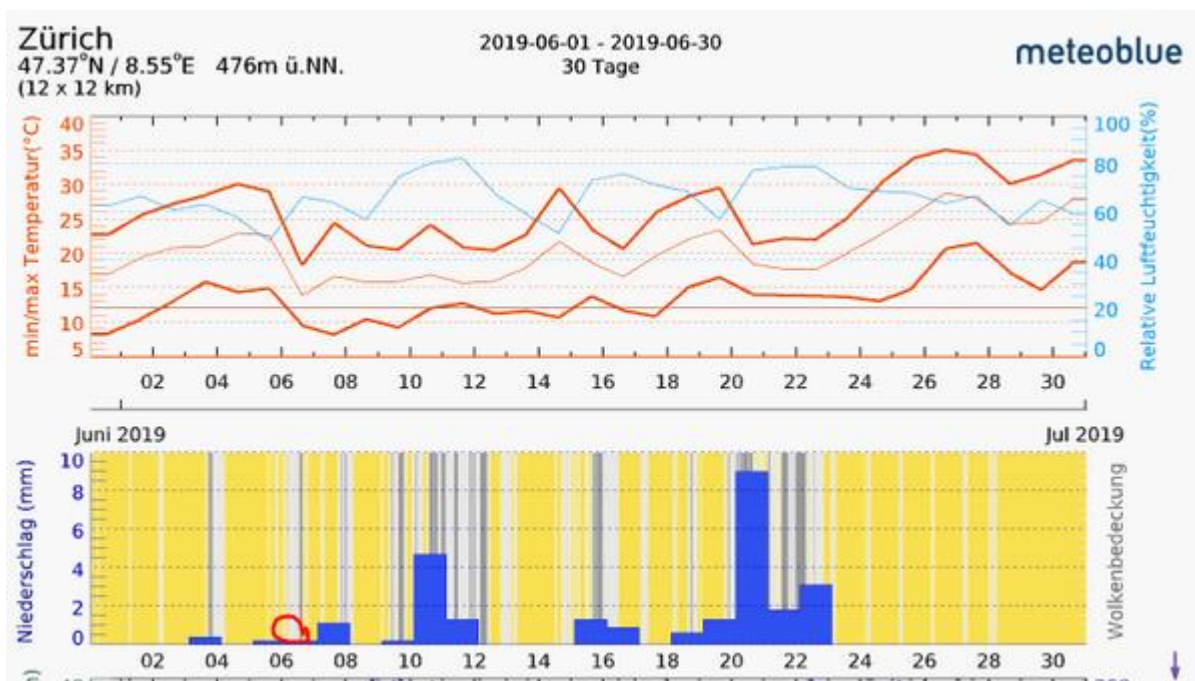 Zürich
47.37°N / 8.55°E 476m ü.NN.
(12 x 12 km)
2019-06-01 - 2019-06-30
30 Tage
meteoblue
min/max Temperatur(°C)
40
35
30
25
20
15
10
5
Relative Luftfeuchtigkeit(%)
100
80
60
40
20
0
02 04 06 08 10 12 14 16 18 20 22 24 26 28 30
Juni 2019 Jul 2019
Niederschlag (mm)
10
8
6
4
2
0
Wolkenbedeckung
02 04 06 08 10 12 14 16 18 20 22 24 26 28 30